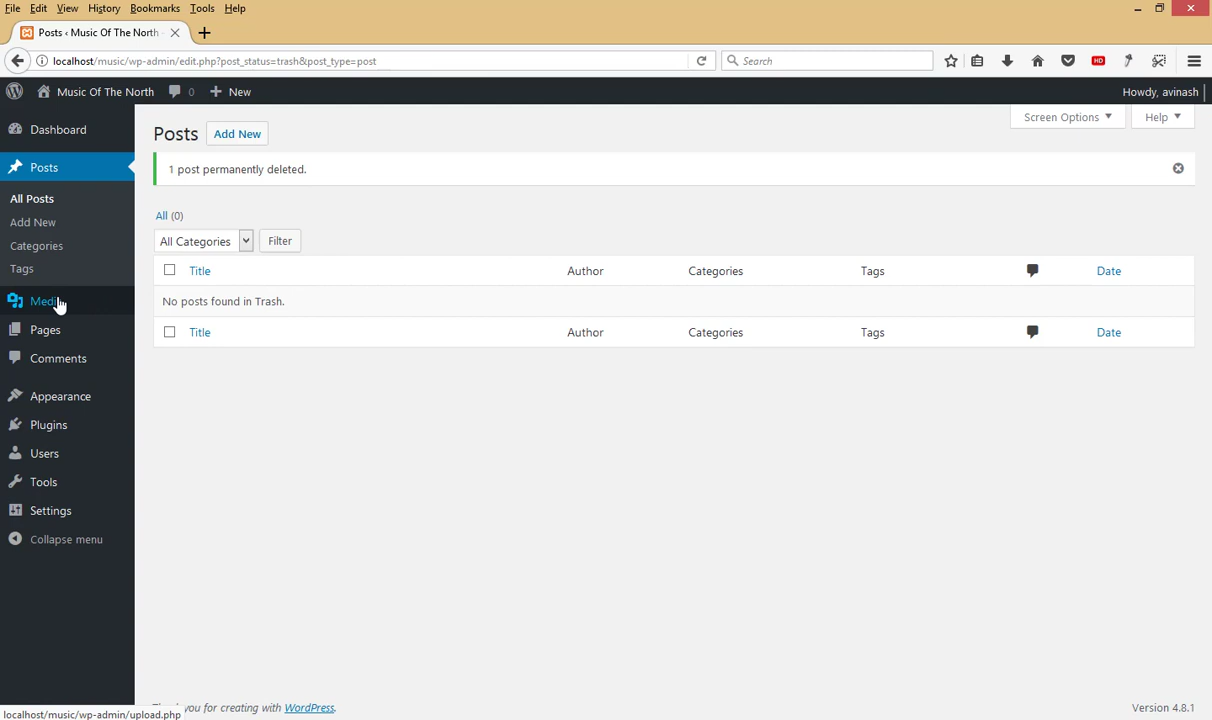 File Edit View History Bookmarks Tools Help
Posts ‹ Music Of The North
localhost/music/wp-admin/edit.php?post_status=trash&post_type=post
Search
HD
Music Of The North 0 New
Howdy, avinash
Dashboard
Posts
All Posts
Add New
Categories
Tags
Media
Pages
Comments
Appearance
Plugins
Users
Tools
Settings
Collapse menu
Screen Options Help
Posts Add New
1 post permanently deleted.
All (0)
All Categories Filter
Title Author Categories Tags Date
No posts found in Trash.
Title Author Categories Tags Date
you for creating with WordPress.
Version 4.8.1
localhost/music/wp-admin/upload.php